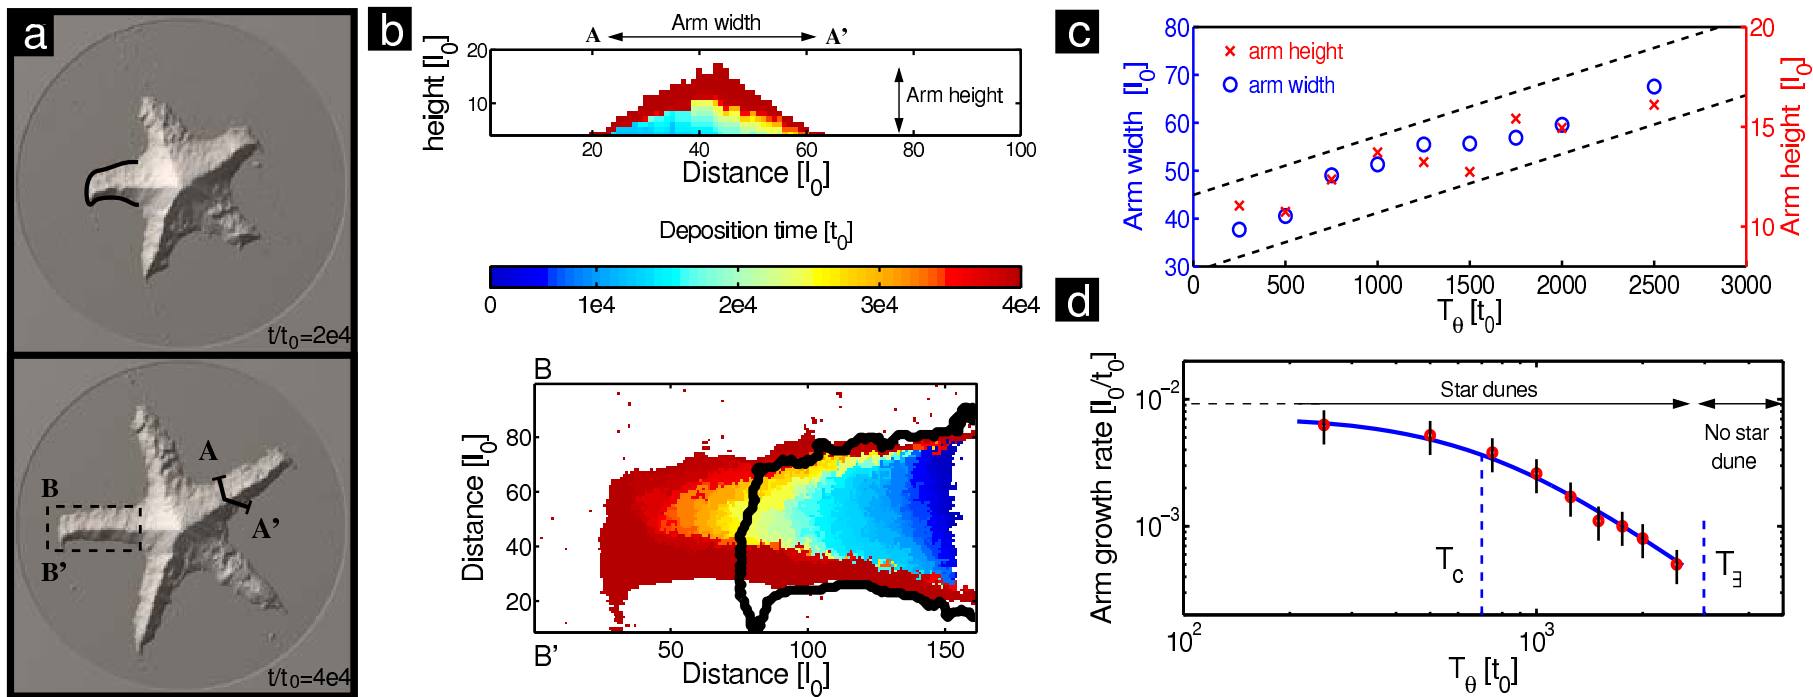 a
t/t0=2e4
A
B
A'
B'
t/t0=4e4
b
A Arm width A'
height [l0]
20
10
Arm height
20 40 60 80 100
Distance [l0]
Deposition time [t0]
0 1e4 2e4 3e4 4e4
B
Distance [l0]
80
60
40
20
B'
50 100 150
Distance [l0]
c
Arm width [l0]
80
70
60
50
40
30
arm height
arm width
20
15
10
Arm height [l0]
0 500 1000 1500 2000 2500 3000
Tθ [t0]
d
Arm growth rate [l0/t0]
10^-2
10^-3
Star dunes
No star
dune
Tc
T∃
10^2 10^3
Tθ [t0]